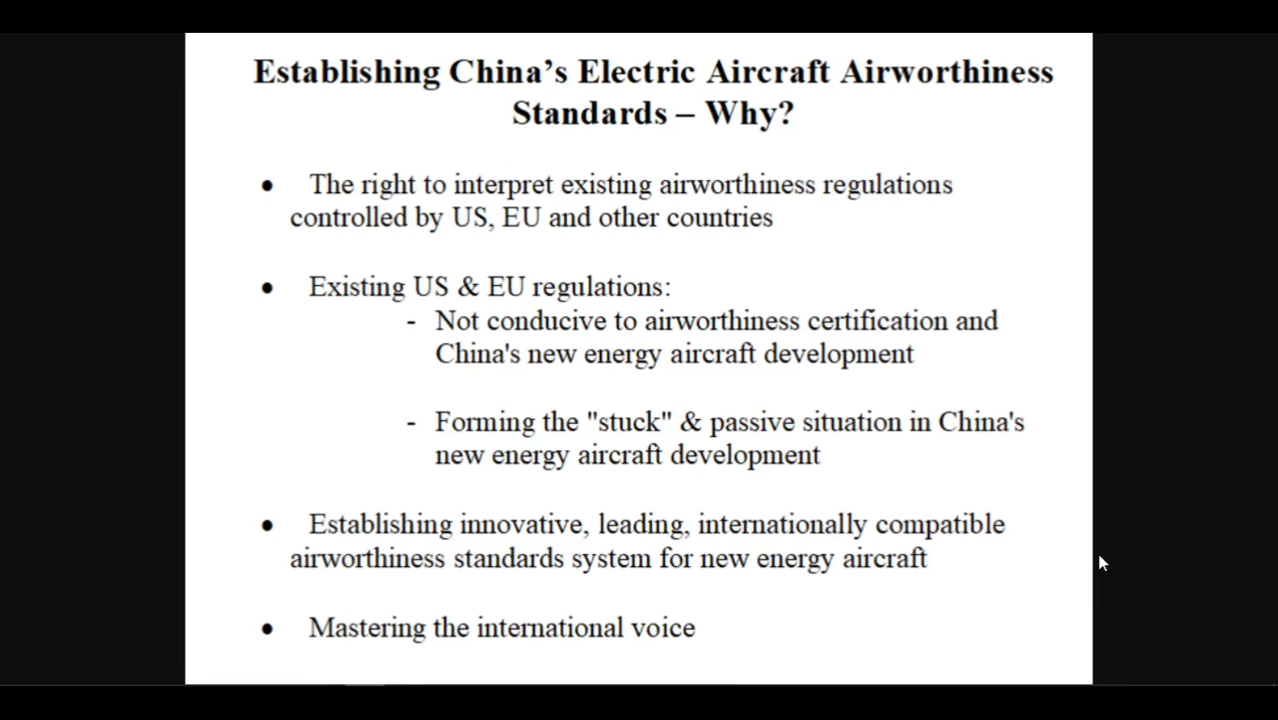 Establishing China’s Electric Aircraft Airworthiness
Standards – Why?
• The right to interpret existing airworthiness regulations
controlled by US, EU and other countries
• Existing US & EU regulations:
- Not conducive to airworthiness certification and
China's new energy aircraft development
- Forming the "stuck" & passive situation in China's
new energy aircraft development
• Establishing innovative, leading, internationally compatible
airworthiness standards system for new energy aircraft
• Mastering the international voice